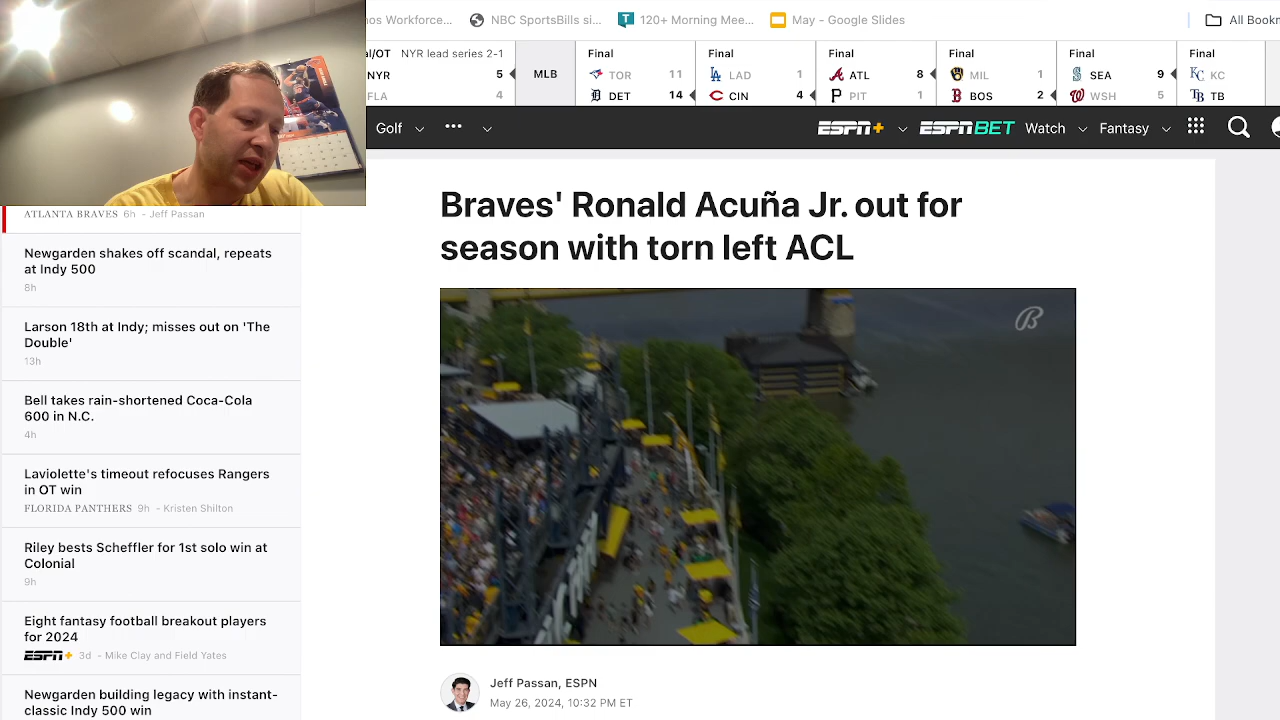 nos Workforce...
NBC SportsBills si...
120+ Morning Mee...
May - Google Slides
All Bookr
al/OT NYR lead series 2-1
NYR 5
FLA 4
MLB
Final
TOR 11
DET 14
Final
LAD 1
CIN 4
Final
ATL 8
PIT 1
Final
MIL 1
BOS 2
Final
SEA 9
WSH 5
Final
KC
TB
Golf
ESPN+
ESPN BET
Watch
Fantasy
ATLANTA BRAVES 6h - Jeff Passan
Newgarden shakes off scandal, repeats
at Indy 500
8h
Larson 18th at Indy; misses out on 'The
Double'
13h
Bell takes rain-shortened Coca-Cola
600 in N.C.
4h
Laviolette's timeout refocuses Rangers
in OT win
FLORIDA PANTHERS 9h - Kristen Shilton
Riley bests Scheffler for 1st solo win at
Colonial
9h
Eight fantasy football breakout players
for 2024
ESPN+ 3d - Mike Clay and Field Yates
Newgarden building legacy with instant-
classic Indy 500 win
Braves' Ronald Acuña Jr. out for
season with torn left ACL
B
Jeff Passan, ESPN
May 26, 2024, 10:32 PM ET